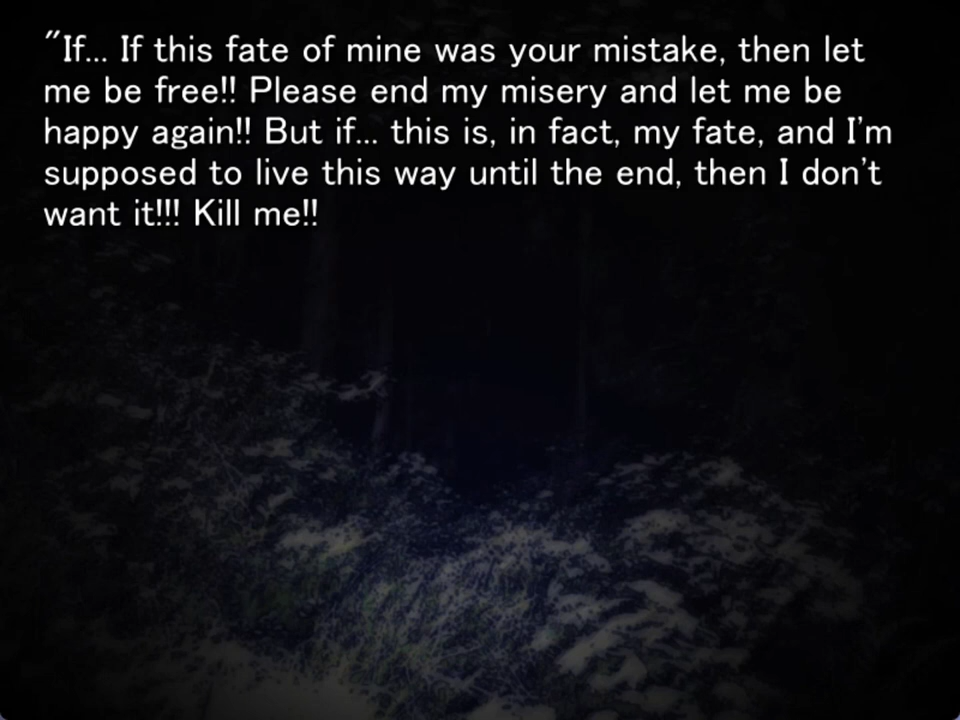 "If... If this fate of mine was your mistake, then let
me be free!! Please end my misery and let me be
happy again!! But if... this is, in fact, my fate, and I'm
supposed to live this way until the end, then I don't
want it!!! Kill me!!